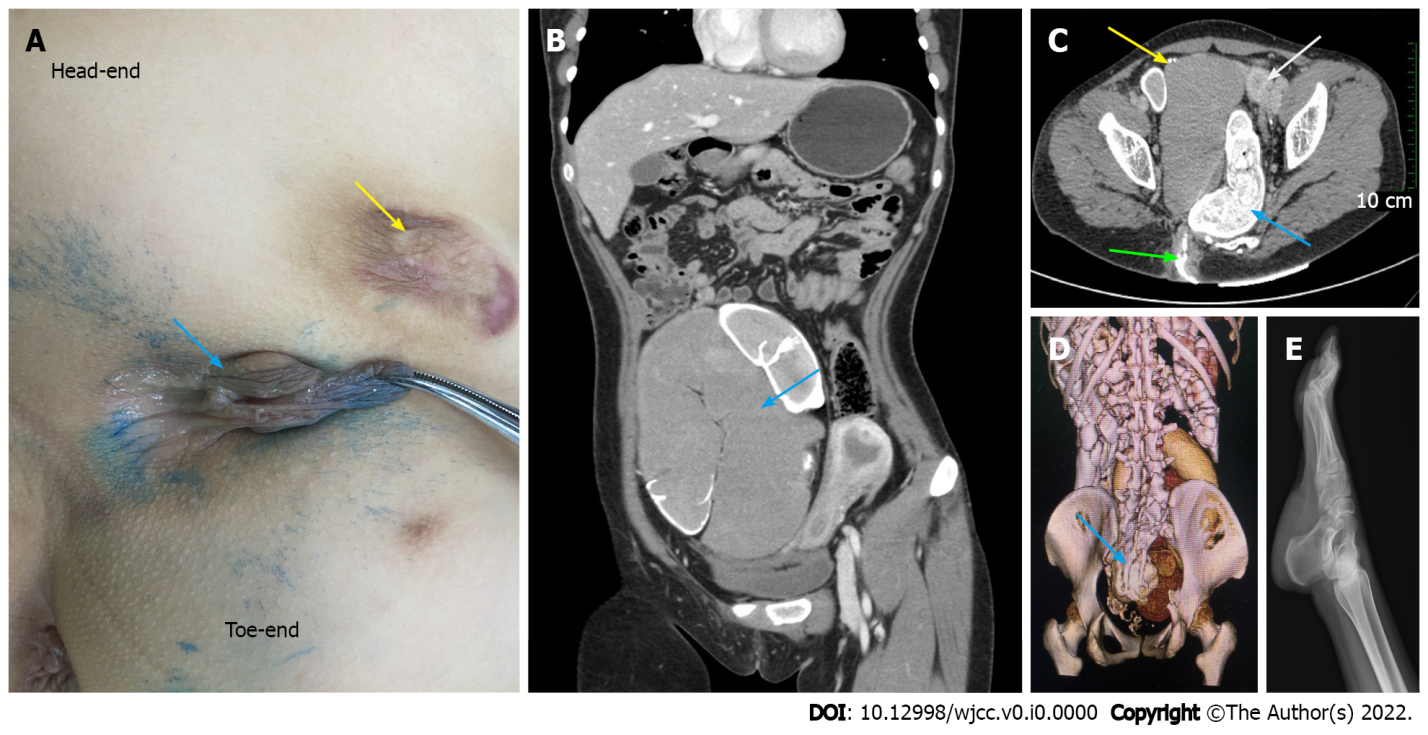 A
Head-end
Toe-end
B
C
10 cm
D
E
DOI: 10.12998/wjcc.v0.i0.0000 Copyright ©The Author(s) 2022.